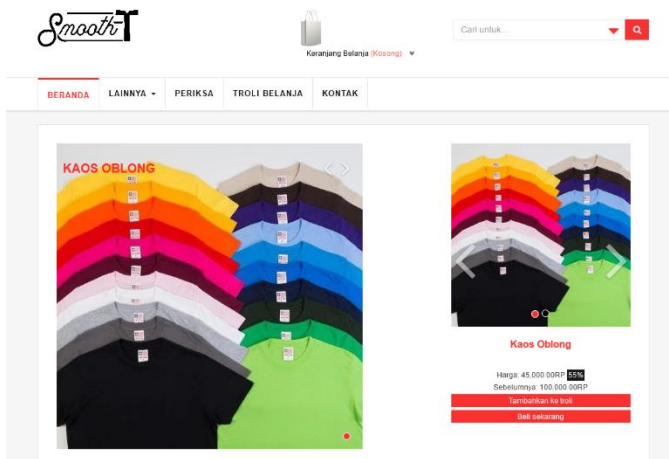 Smooth-T
Cari untuk...
Keranjang Belanja (Kosong)
BERANDA LAINNYA PERIKSA TROLI BELANJA KONTAK
KAOS OBLONG
Kaos Oblong
Harga: 45,000.00RP 55%
Sebelumnya: 100,000.00RP
Tambahkan ke troli
Beli sekarang